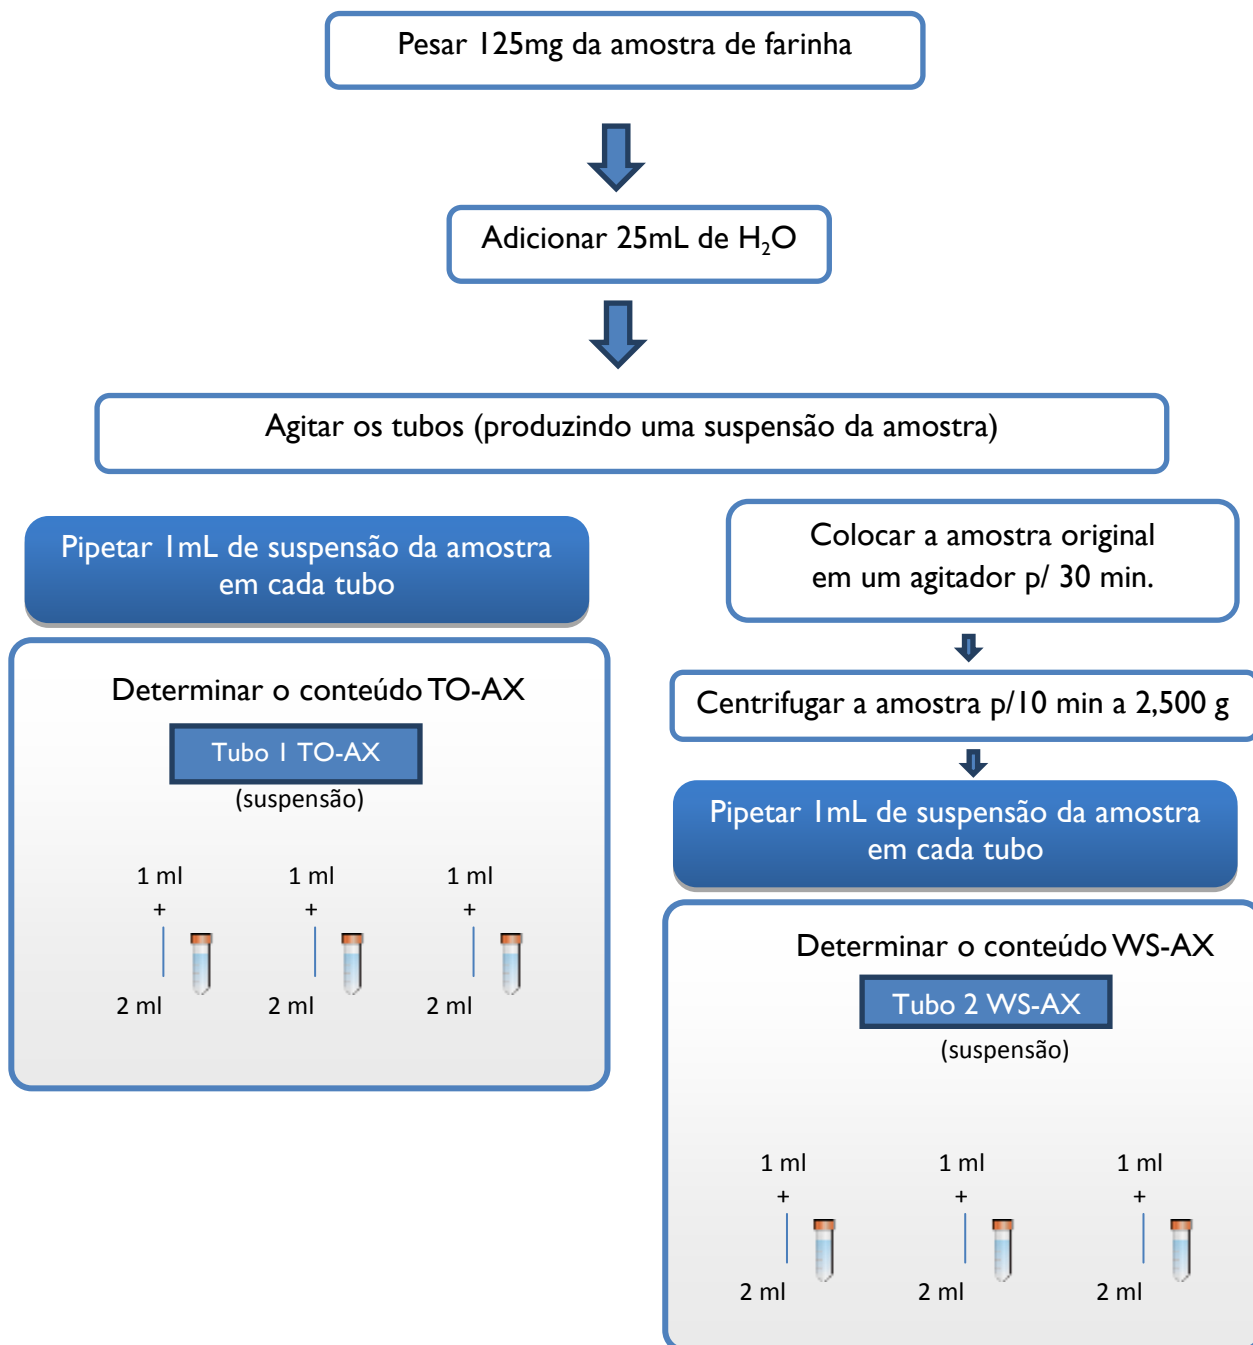 Pesar 125mg da amostra de farinha
Adicionar 25mL de H₂O
Agitar os tubos (produzindo uma suspensão da amostra)
Pipetar 1mL de suspensão da amostra
em cada tubo
Determinar o conteúdo TO-AX
Tubo 1 TO-AX
(suspensão)
1 ml 1 ml 1 ml
+ + +
2 ml 2 ml 2 ml
Colocar a amostra original
em um agitador p/ 30 min.
Centrifugar a amostra p/10 min a 2,500 g
Pipetar 1mL de suspensão da amostra
em cada tubo
Determinar o conteúdo WS-AX
Tubo 2 WS-AX
(suspensão)
1 ml 1 ml 1 ml
+ + +
2 ml 2 ml 2 ml